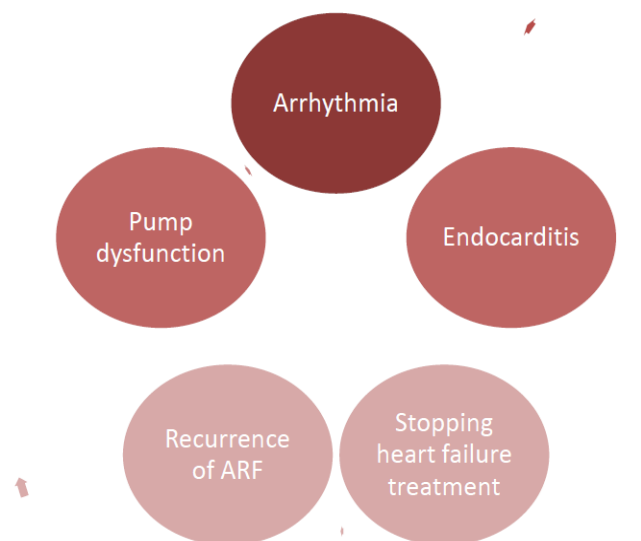 Arrhythmia
Pump
dysfunction
Endocarditis
Recurrence
of ARF
Stopping
heart failure
treatment